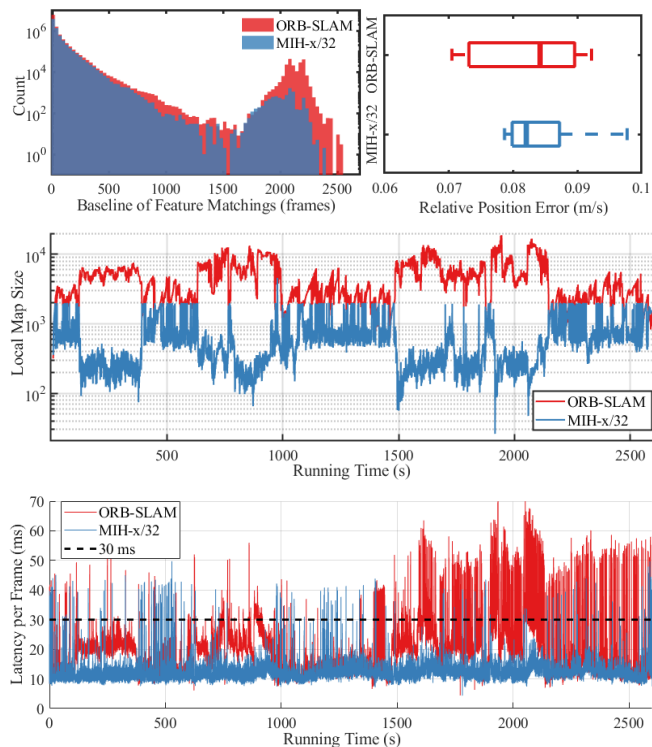 10^6
10^4
10^2
10^0
Count
ORB-SLAM
MIH-x/32
0 500 1000 1500 2000 2500
Baseline of Feature Matchings (frames)
ORB-SLAM
MIH-x/32
0.06 0.07 0.08 0.09 0.1
Relative Position Error (m/s)
10^4
10^3
10^2
Local Map Size
ORB-SLAM
MIH-x/32
500 1000 1500 2000 2500
Running Time (s)
70
60
50
40
30
20
10
0
Latency per Frame (ms)
ORB-SLAM
MIH-x/32
30 ms
0 500 1000 1500 2000 2500
Running Time (s)